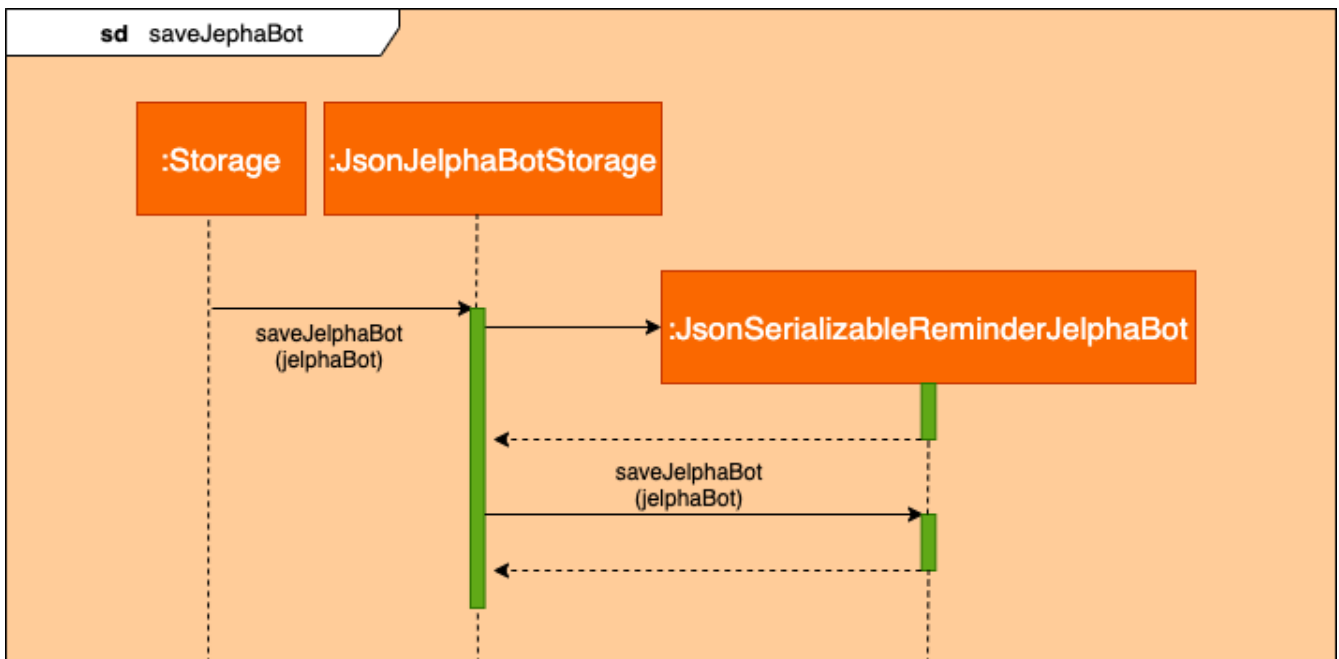 sd saveJephaBot
:Storage
:JsonJelphaBotStorage
:JsonSerializableReminderJelphaBot
saveJelphaBot
(jelphaBot)
saveJelphaBot
(jelphaBot)